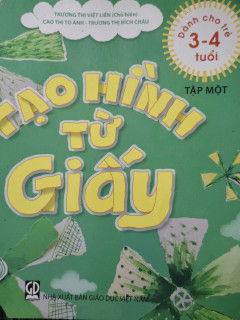 TRƯƠNG THỊ VIỆT LIÊN (Chủ biên)
CAO THỊ TÚ ANH - TRƯƠNG THỊ BÍCH CHÂU
Dành cho trẻ
3-4
tuổi
TẬP MỘT
TẠO HÌNH
TỪ
Giấy
GD
NHÀ XUẤT BẢN GIÁO DỤC VIỆT NAM